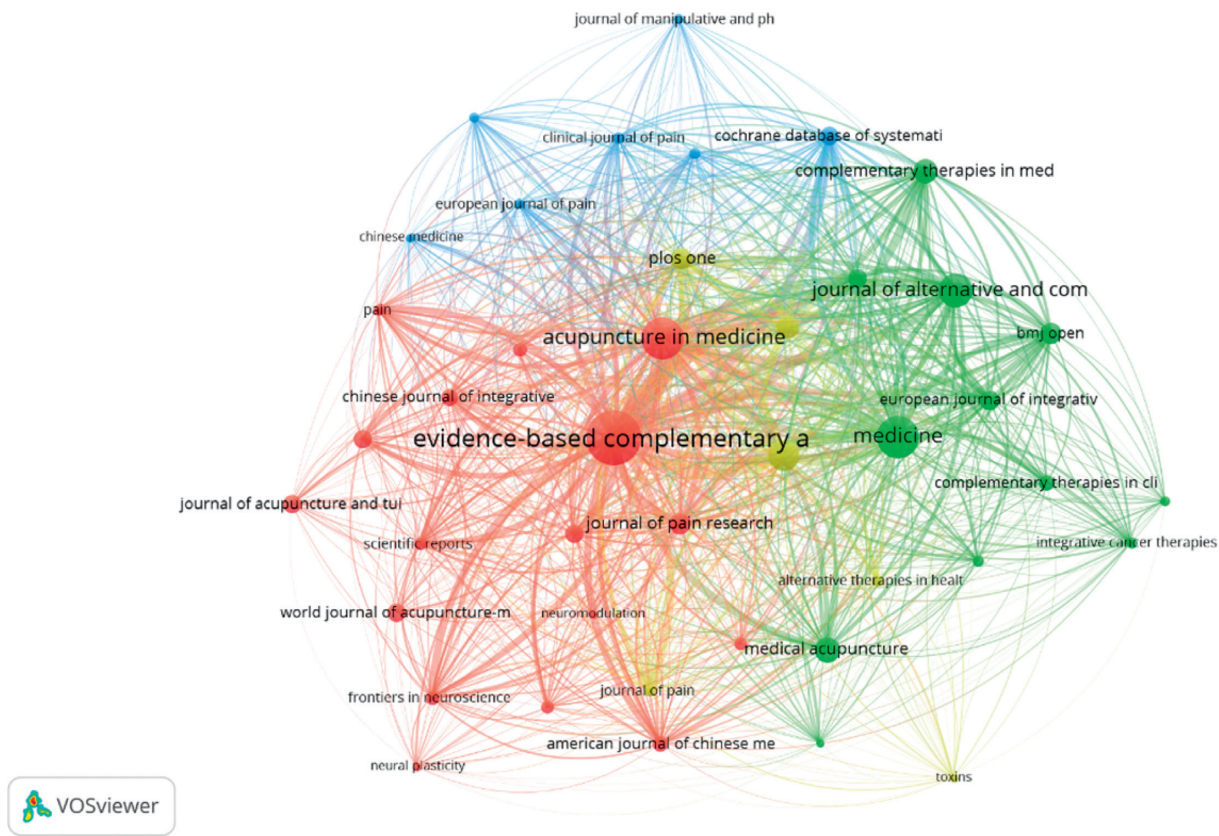 journal of manipulative and ph
clinical journal of pain
cochrane database of systemati
complementary therapies in med
european journal of pain
chinese medicine
plos one
journal of alternative and com
pain
acupuncture in medicine
bmj open
chinese journal of integrative
european journal of integrativ
evidence-based complementary a
medicine
complementary therapies in cli
journal of acupuncture and tui
journal of pain research
scientific reports
integrative cancer therapies
alternative therapies in healt
world journal of acupuncture-m
neuromodulation
medical acupuncture
journal of pain
frontiers in neuroscience
american journal of chinese me
neural plasticity
toxins
VOSviewer